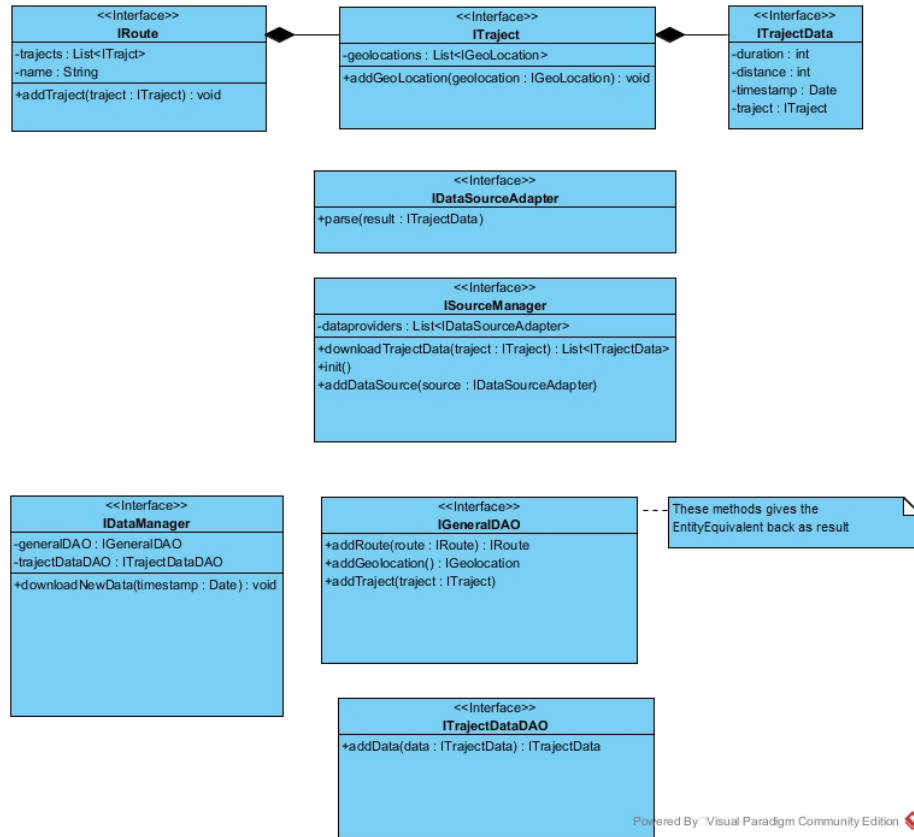 <<Interface>>
IRoute
-trajects : List<ITrajct>
-name : String
+addTraject(traject : ITraject) : void
<<Interface>>
ITraject
-geolocations : List<IGeoLocation>
+addGeoLocation(geolocation : IGeoLocation) : void
<<Interface>>
ITrajectData
-duration : int
-distance : int
-timestamp : Date
-traject : ITraject
<<Interface>>
IDataSourceAdapter
+parse(result : ITrajectData)
<<Interface>>
ISourceManager
-dataproviders : List<IDataSourceAdapter>
+downloadTrajectData(traject : ITraject) : List<ITrajectData>
+init()
+addDataSource(source : IDataSourceAdapter)
<<Interface>>
IDataManager
-generalDAO : IGeneralDAO
-trajectDataDAO : ITrajectDataDAO
+downloadNewData(timestamp : Date) : void
<<Interface>>
IGeneralDAO
+addRoute(route : IRoute) : IRoute
+addGeolocation() : IGeolocation
+addTraject(traject : ITraject)
These methods gives the
EntityEquivalent back as result
<<Interface>>
ITrajectDataDAO
+addData(data : ITrajectData) : ITrajectData
Powered By Visual Paradigm Community Edition